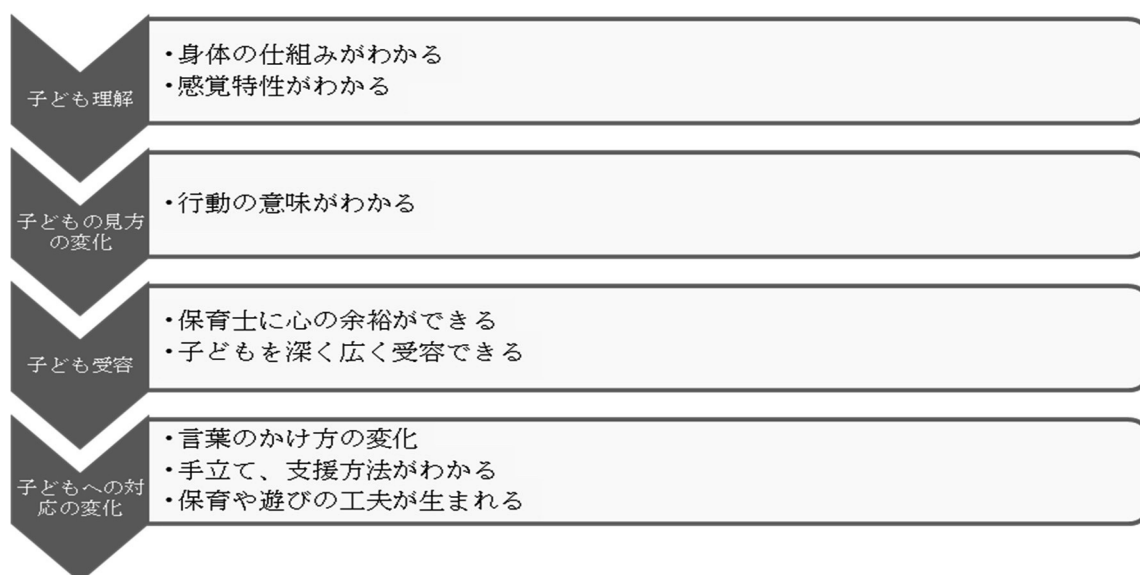 子ども理解
・身体の仕組みがわかる
・感覚特性がわかる
子どもの見方
の変化
・行動の意味がわかる
子ども受容
・保育士に心の余裕ができる
・子どもを深く広く受容できる
子どもへの対
応の変化
・言葉のかけ方の変化
・手立て、支援方法がわかる
・保育や遊びの工夫が生まれる